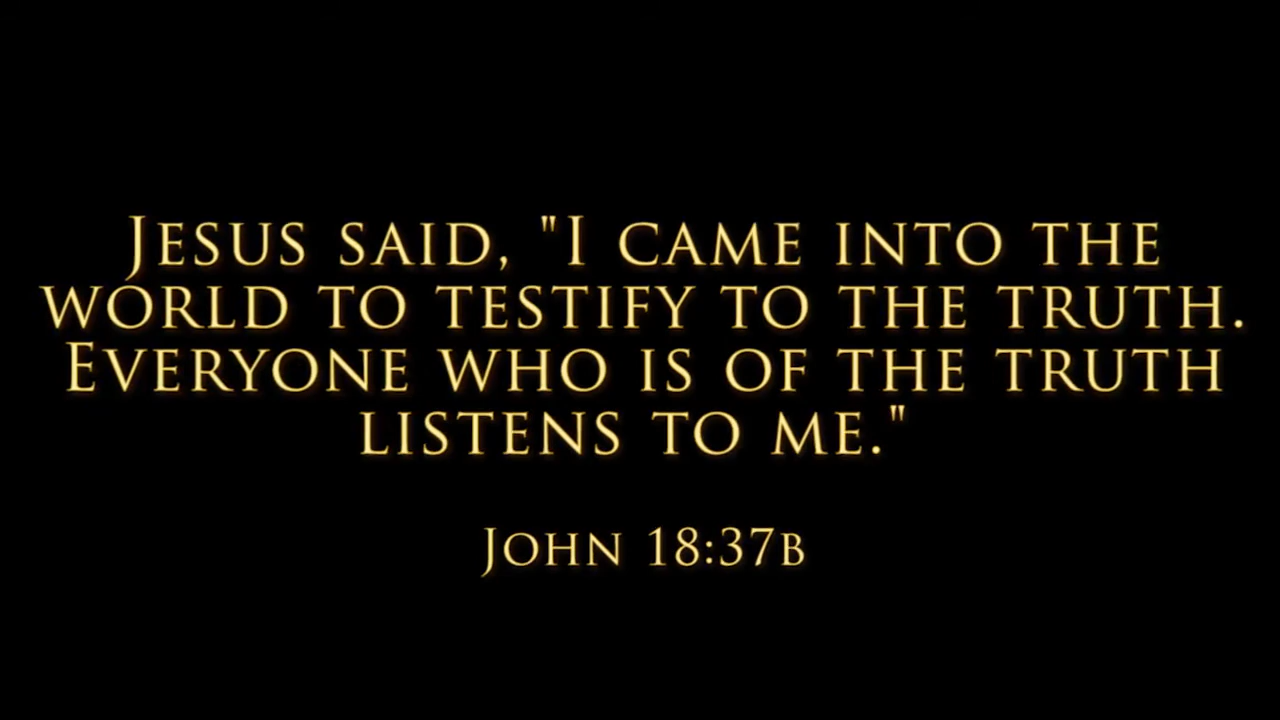 Jesus said, "I came into the
world to testify to the truth.
Everyone who is of the truth
listens to me."
John 18:37b